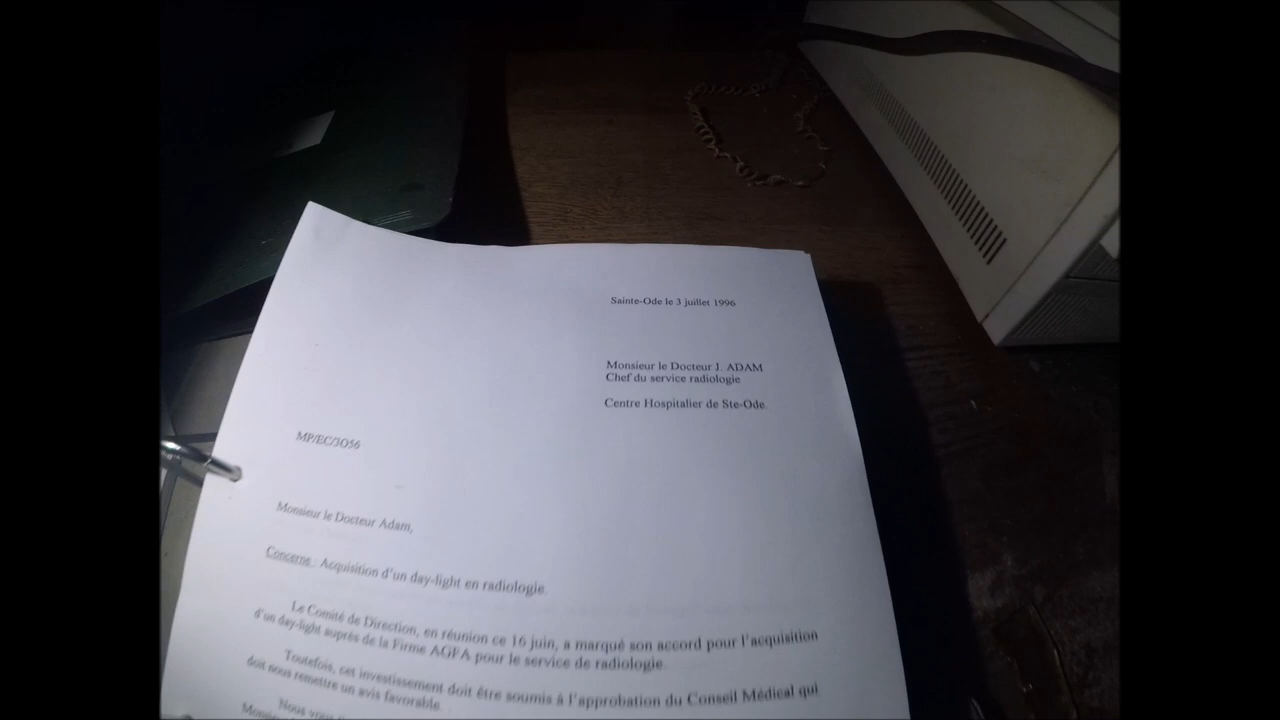 Sainte-Ode le 3 juillet 1996
Monsieur le Docteur J. ADAM
Chef du service radiologie
Centre Hospitalier de Ste-Ode.
MP/EC/3O56
Monsieur le Docteur Adam,
Concerne : Acquisition d'un day-light en radiologie.
Le Comité de Direction, en réunion ce 16 juin, a marqué son accord pour l'acquisition
d'un day-light auprès de la Firme AGFA pour le service de radiologie.
Toutefois, cet investissement doit être soumis à l'approbation du Conseil Médical qui
doit nous remettre un avis favorable.
Nous vous